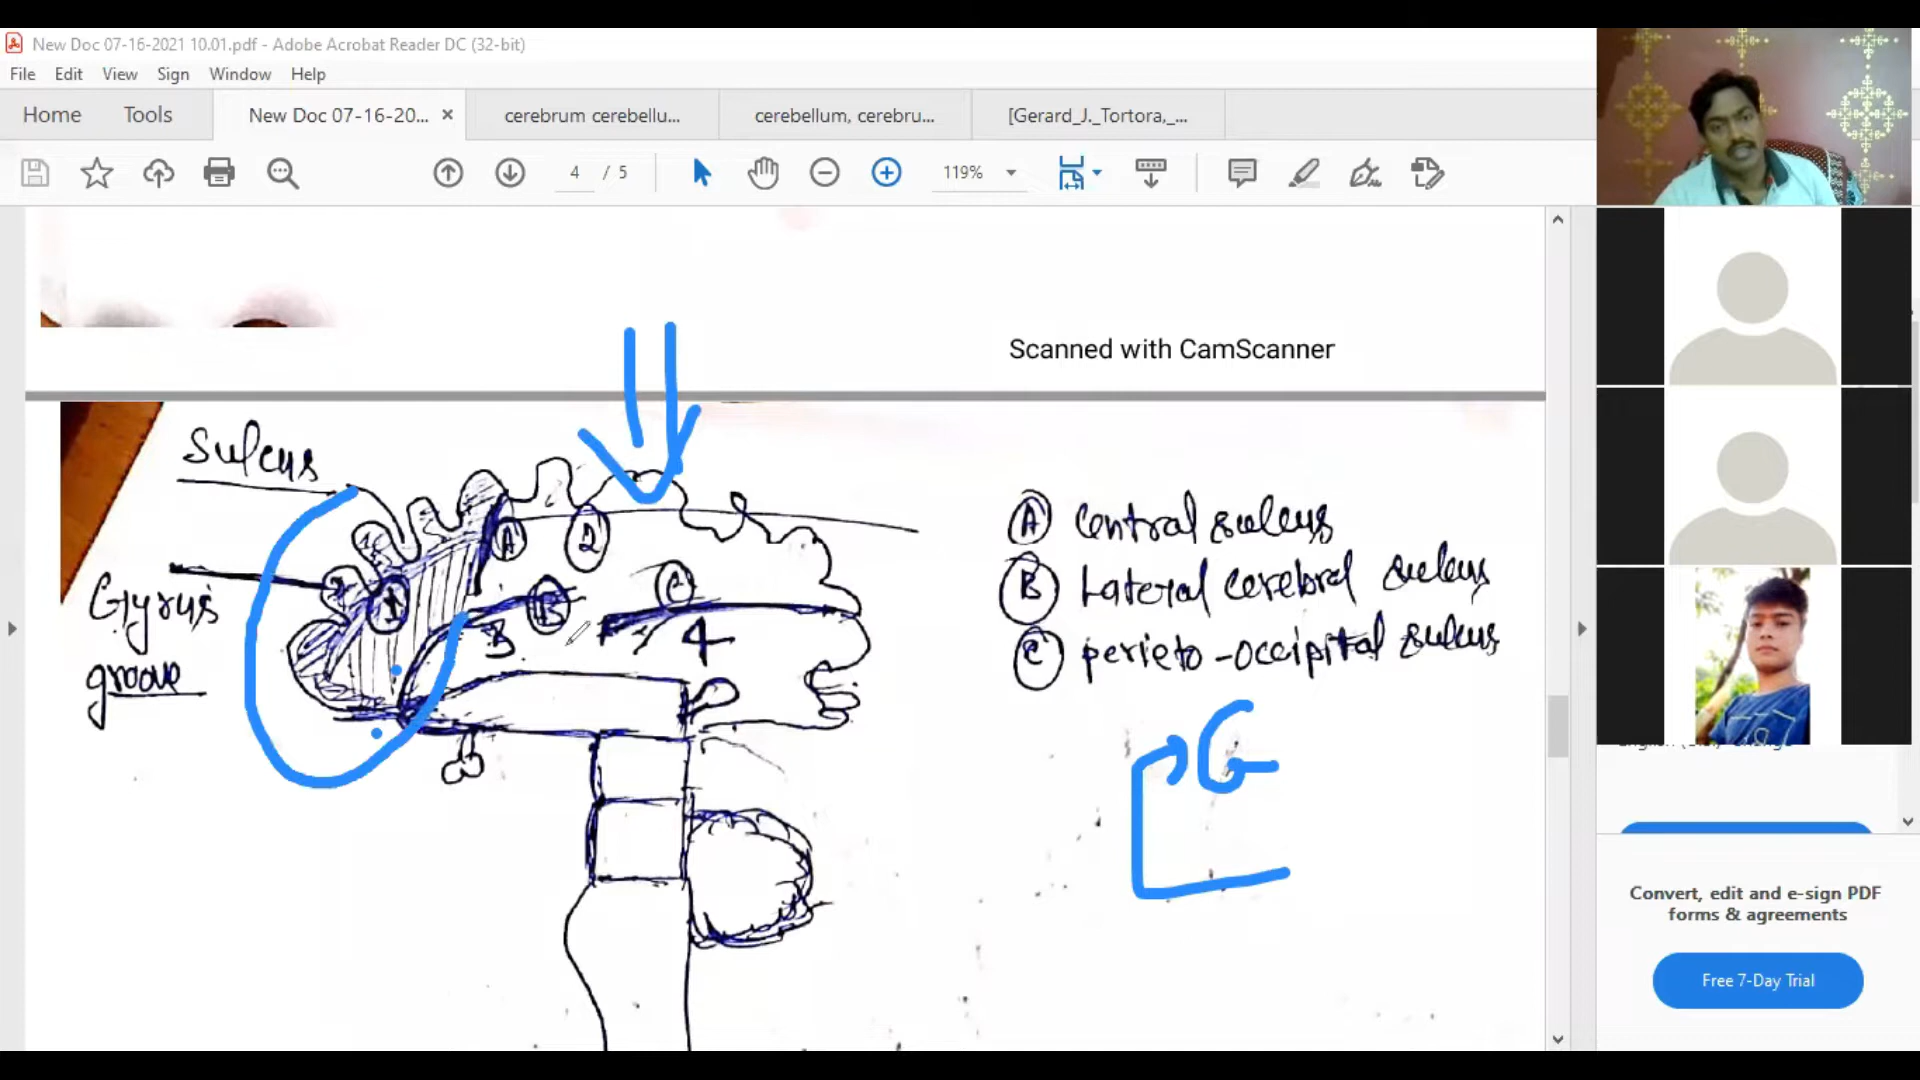 New Doc 07-16-2021 10.01.pdf - Adobe Acrobat Reader DC (32-bit)
File Edit View Sign Window Help
Home Tools New Doc 07-16-20... × cerebrum cerebellu... cerebellum, cerebru... [Gerard_J._Tortora,_...
4 / 5 119%
Scanned with CamScanner
Sulcus
Gyrus
groove
A 2
1 B C
3 4
A central sulcus
B Lateral cerebral sulcus
C perieto-occipital sulcus
G
Convert, edit and e-sign PDF
forms & agreements
Free 7-Day Trial